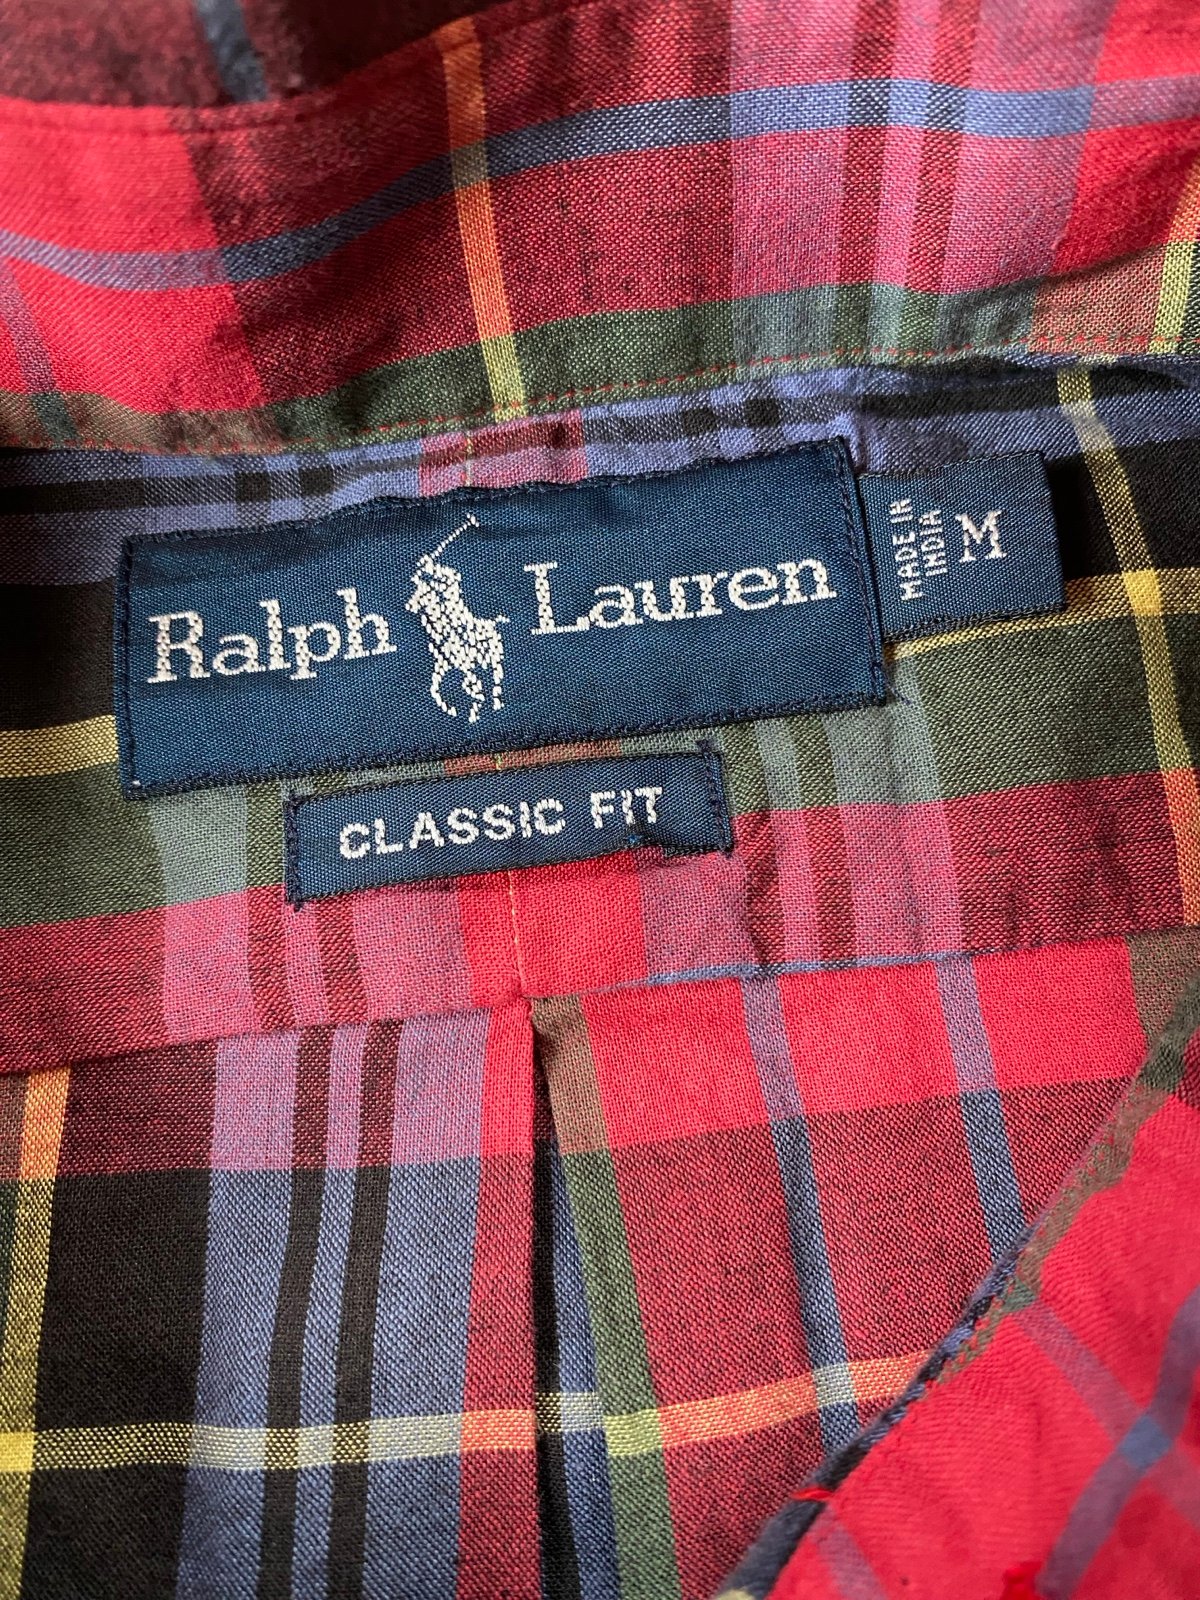 Ralph Lauren
MADE IN
INDIA
M
CLASSIC FIT